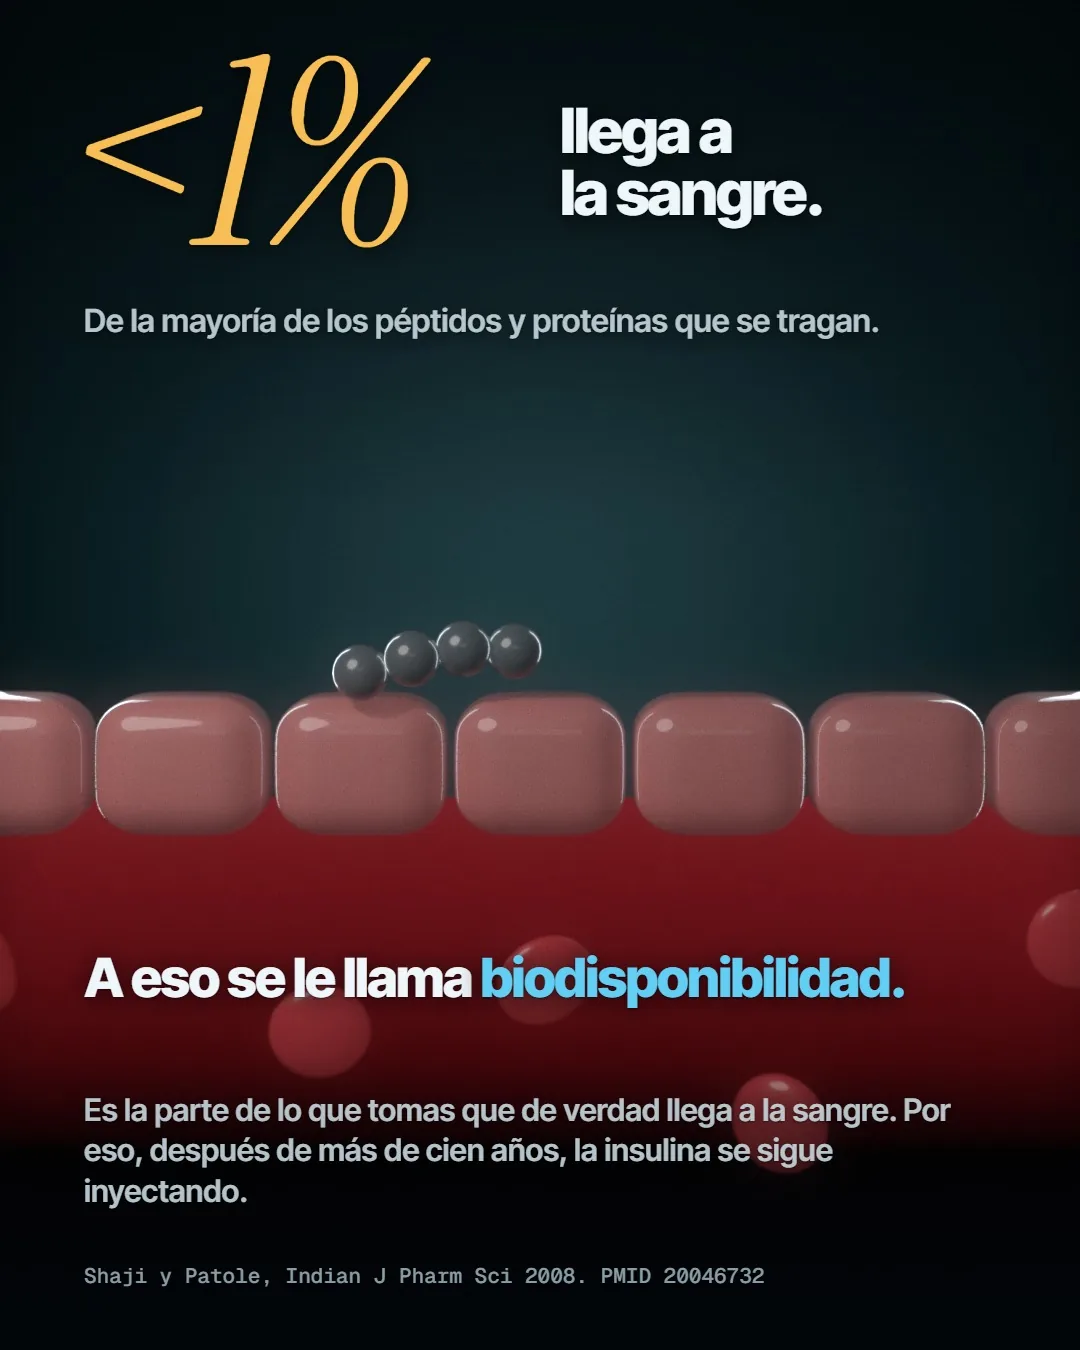 <1%
llega a
la sangre.
De la mayoría de los péptidos y proteínas que se tragan.
A eso se le llama biodisponibilidad.
Es la parte de lo que tomas que de verdad llega a la sangre. Por
eso, después de más de cien años, la insulina se sigue
inyectando.
Shaji y Patole, Indian J Pharm Sci 2008. PMID 20046732